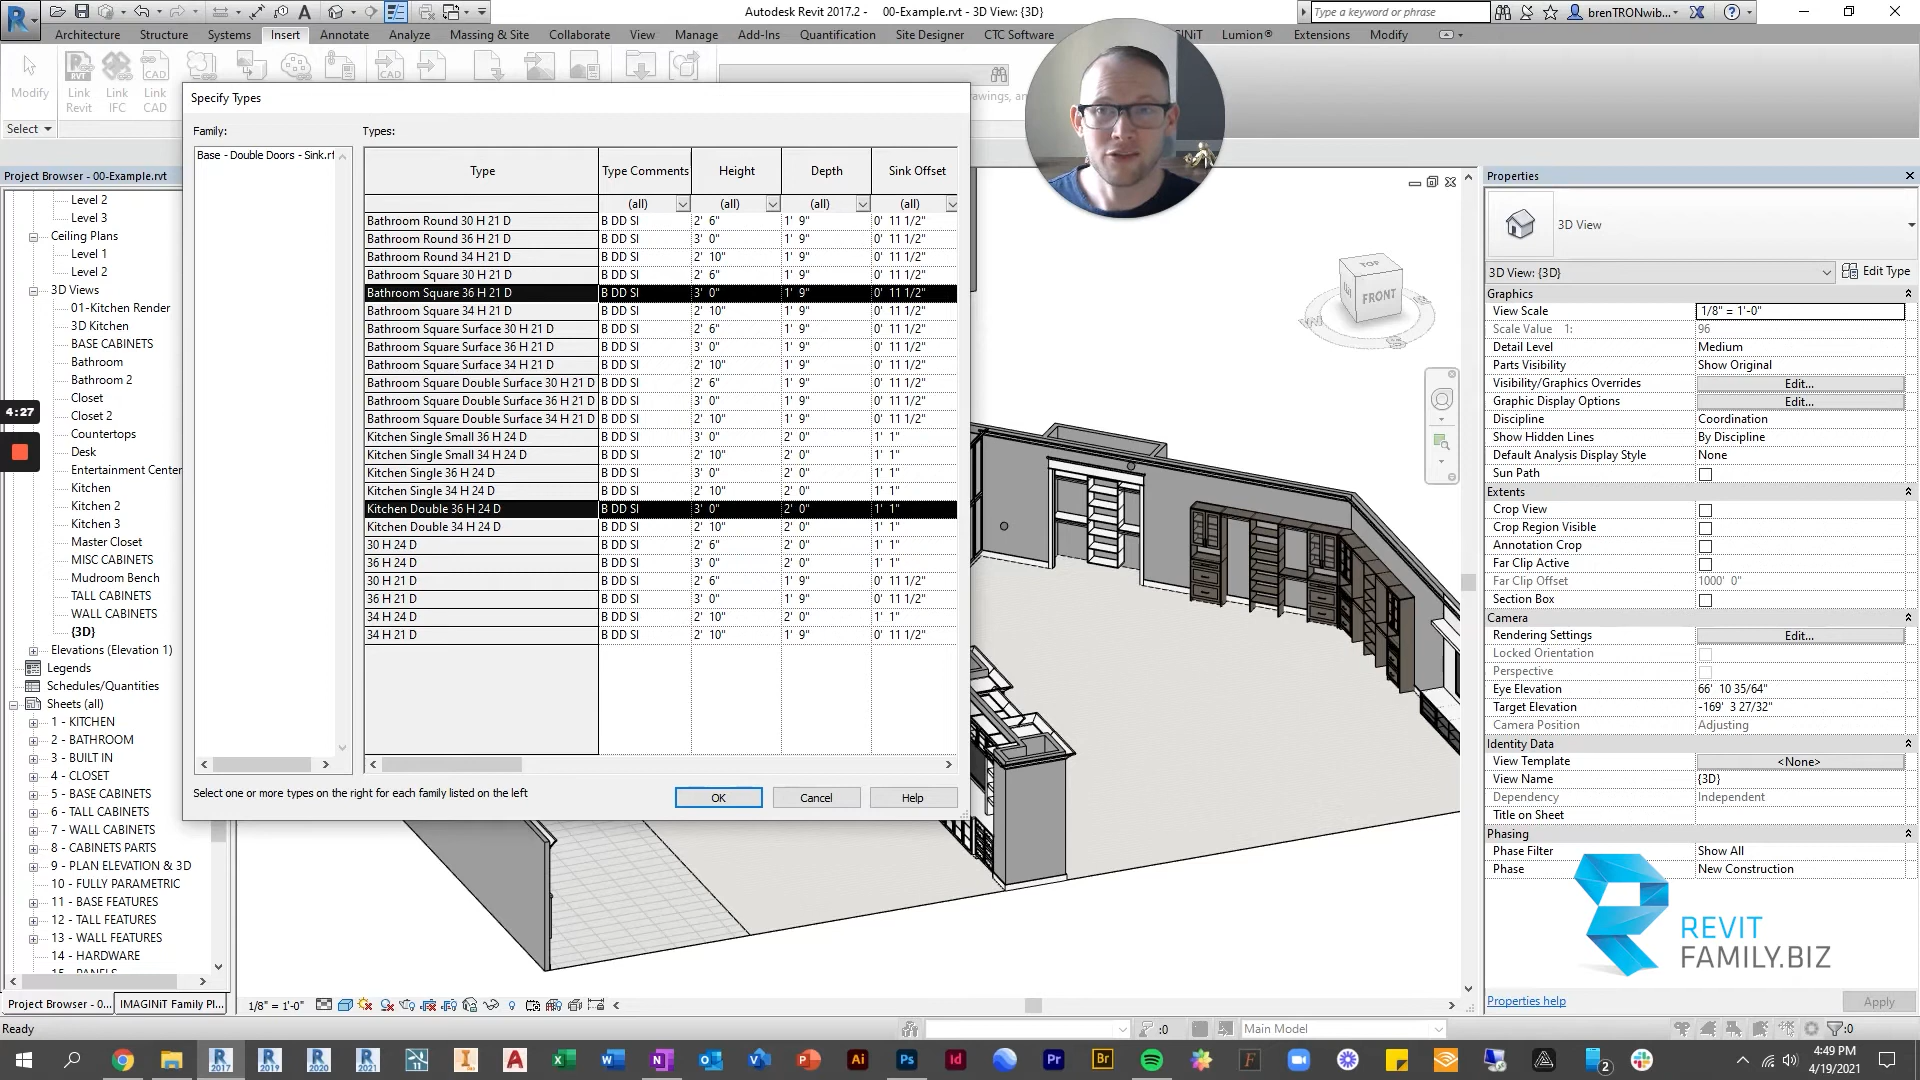 Autodesk Revit 2017.2 - 00-Example.rvt - 3D View: {3D}
Type a keyword or phrase
brenTRONwib...
Architecture Structure Systems Insert Annotate Analyze Massing & Site Collaborate View Manage Add-Ins Quantification Site Designer CTC Software Lumion® Extensions Modify
Modify
Link Revit
Link IFC
Link CAD
Select
Specify Types
Family:
Types:
Base - Double Doors - Sink.rf
Type Type Comments Height Depth Sink Offset
(all) (all) (all) (all)
Bathroom Round 30 H 21 D B DD SI 2' 6" 1' 9" 0' 11 1/2"
Bathroom Round 36 H 21 D B DD SI 3' 0" 1' 9" 0' 11 1/2"
Bathroom Round 34 H 21 D B DD SI 2' 10" 1' 9" 0' 11 1/2"
Bathroom Square 30 H 21 D B DD SI 2' 6" 1' 9" 0' 11 1/2"
Bathroom Square 36 H 21 D B DD SI 3' 0" 1' 9" 0' 11 1/2"
Bathroom Square 34 H 21 D B DD SI 2' 10" 1' 9" 0' 11 1/2"
Bathroom Square Surface 30 H 21 D B DD SI 2' 6" 1' 9" 0' 11 1/2"
Bathroom Square Surface 36 H 21 D B DD SI 3' 0" 1' 9" 0' 11 1/2"
Bathroom Square Surface 34 H 21 D B DD SI 2' 10" 1' 9" 0' 11 1/2"
Bathroom Square Double Surface 30 H 21 D B DD SI 2' 6" 1' 9" 0' 11 1/2"
Bathroom Square Double Surface 36 H 21 D B DD SI 3' 0" 1' 9" 0' 11 1/2"
Bathroom Square Double Surface 34 H 21 D B DD SI 2' 10" 1' 9" 0' 11 1/2"
Kitchen Single Small 36 H 24 D B DD SI 3' 0" 2' 0" 1' 1"
Kitchen Single Small 34 H 24 D B DD SI 2' 10" 2' 0" 1' 1"
Kitchen Single 36 H 24 D B DD SI 3' 0" 2' 0" 1' 1"
Kitchen Single 34 H 24 D B DD SI 2' 10" 2' 0" 1' 1"
Kitchen Double 36 H 24 D B DD SI 3' 0" 2' 0" 1' 1"
Kitchen Double 34 H 24 D B DD SI 2' 10" 2' 0" 1' 1"
30 H 24 D B DD SI 2' 6" 2' 0" 1' 1"
36 H 24 D B DD SI 3' 0" 2' 0" 1' 1"
30 H 21 D B DD SI 2' 6" 1' 9" 0' 11 1/2"
36 H 21 D B DD SI 3' 0" 1' 9" 0' 11 1/2"
34 H 24 D B DD SI 2' 10" 2' 0" 1' 1"
34 H 21 D B DD SI 2' 10" 1' 9" 0' 11 1/2"
Select one or more types on the right for each family listed on the left
OK Cancel Help
Project Browser - 00-Example.rvt
Level 2
Level 3
Ceiling Plans
Level 1
Level 2
3D Views
01-Kitchen Render
3D Kitchen
BASE CABINETS
Bathroom
Bathroom 2
Closet
Closet 2
Countertops
Desk
Entertainment Center
Kitchen
Kitchen 2
Kitchen 3
Master Closet
MISC CABINETS
Mudroom Bench
TALL CABINETS
WALL CABINETS
{3D}
Elevations (Elevation 1)
Legends
Schedules/Quantities
Sheets (all)
1 - KITCHEN
2 - BATHROOM
3 - BUILT IN
4 - CLOSET
5 - BASE CABINETS
6 - TALL CABINETS
7 - WALL CABINETS
8 - CABINETS PARTS
9 - PLAN ELEVATION & 3D
10 - FULLY PARAMETRIC
11 - BASE FEATURES
12 - TALL FEATURES
13 - WALL FEATURES
14 - HARDWARE
15 - PANELS
Project Browser - 0... IMAGINiT Family Pl...
4:27
TOP
FRONT
Properties
3D View
3D View: {3D} Edit Type
Graphics
View Scale 1/8" = 1'-0"
Scale Value 1: 96
Detail Level Medium
Parts Visibility Show Original
Visibility/Graphics Overrides Edit...
Graphic Display Options Edit...
Discipline Coordination
Show Hidden Lines By Discipline
Default Analysis Display Style None
Sun Path
Extents
Crop View
Crop Region Visible
Annotation Crop
Far Clip Active
Far Clip Offset 1000' 0"
Section Box
Camera
Rendering Settings Edit...
Locked Orientation
Perspective
Eye Elevation 66' 10 35/64"
Target Elevation -169' 3 27/32"
Camera Position Adjusting
Identity Data
View Template <None>
View Name {3D}
Dependency Independent
Title on Sheet
Phasing
Phase Filter Show All
Phase New Construction
REVIT
FAMILY.BIZ
Properties help Apply
1/8" = 1'-0"
Ready
:0
Main Model
:0
4:49 PM
4/19/2021